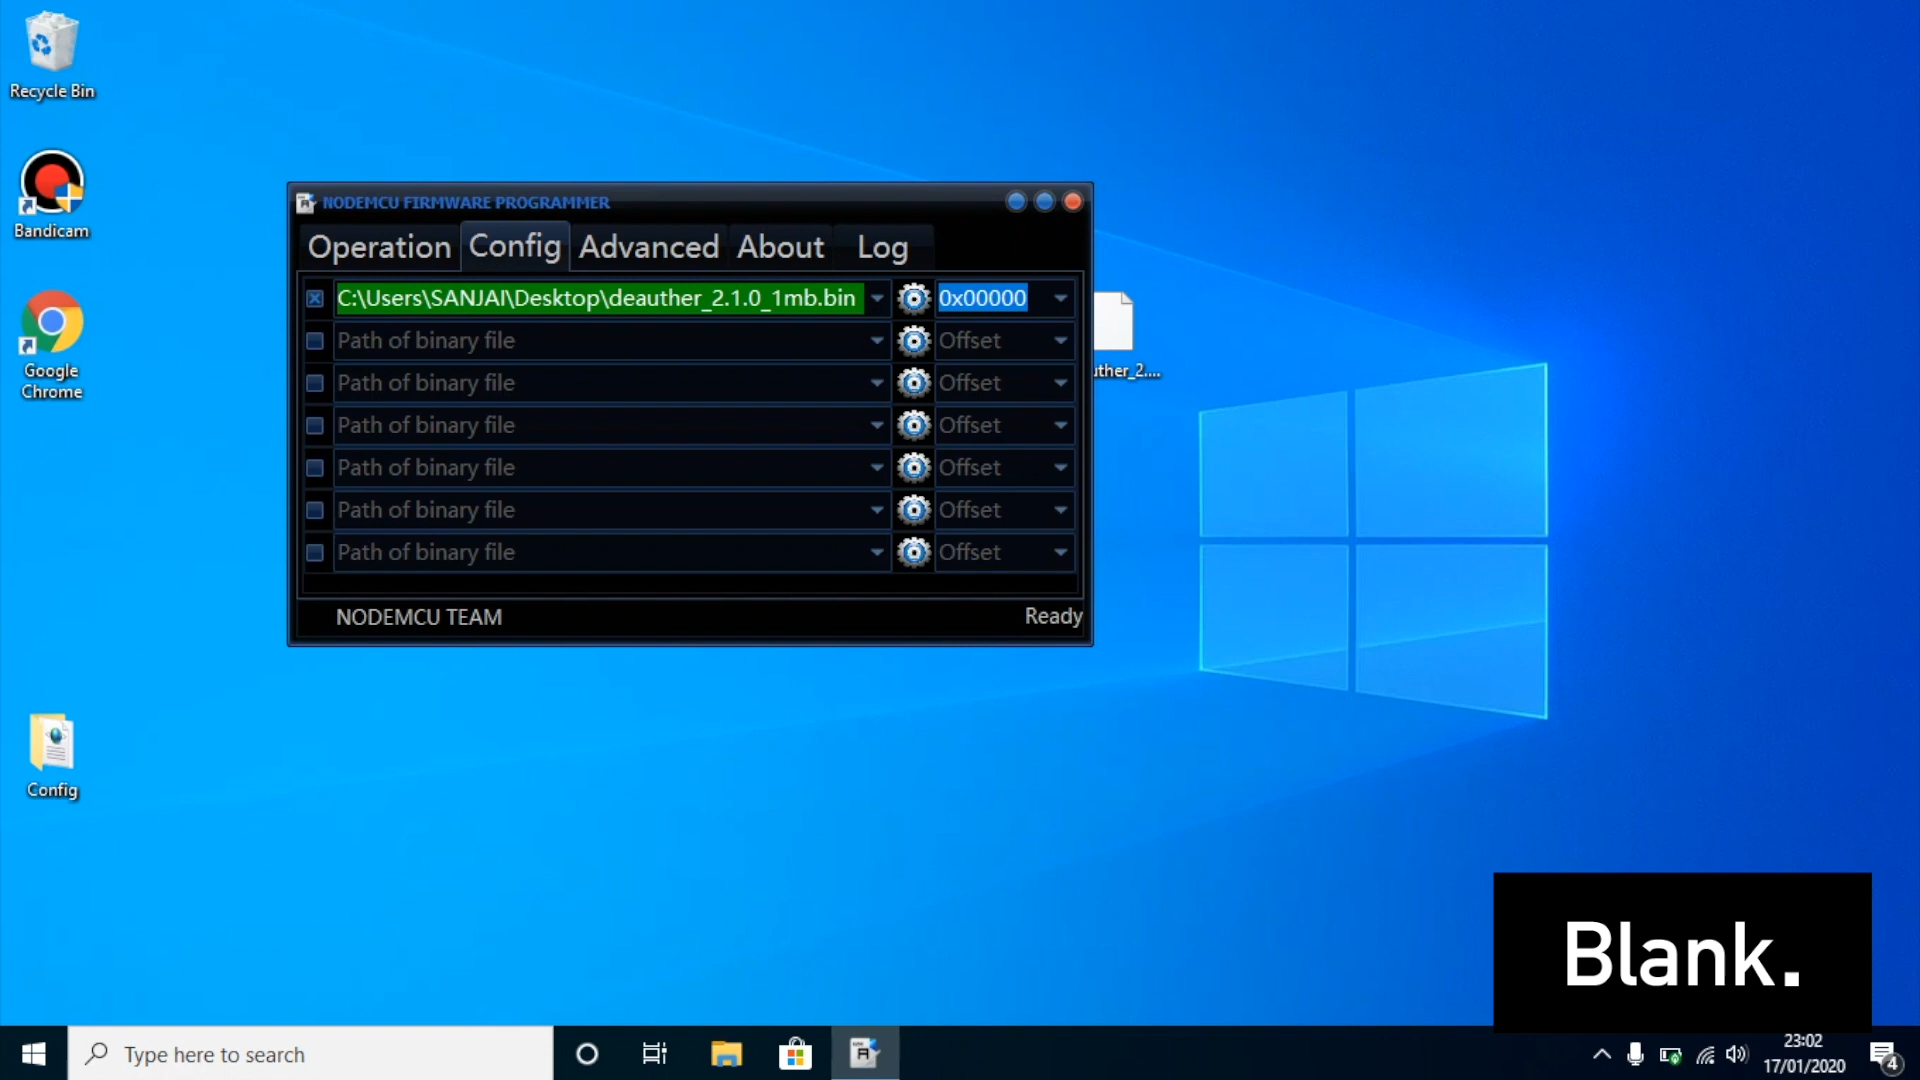 Recycle Bin
Bandicam
Google
Chrome
Config
NODEMCU FIRMWARE PROGRAMMER
Operation Config Advanced About Log
C:\Users\SANJAI\Desktop\deauther_2.1.0_1mb.bin 0x00000
Path of binary file Offset
Path of binary file Offset
Path of binary file Offset
Path of binary file Offset
Path of binary file Offset
Path of binary file Offset
NODEMCU TEAM Ready
uther_2....
Blank.
Type here to search
23:02
17/01/2020
4